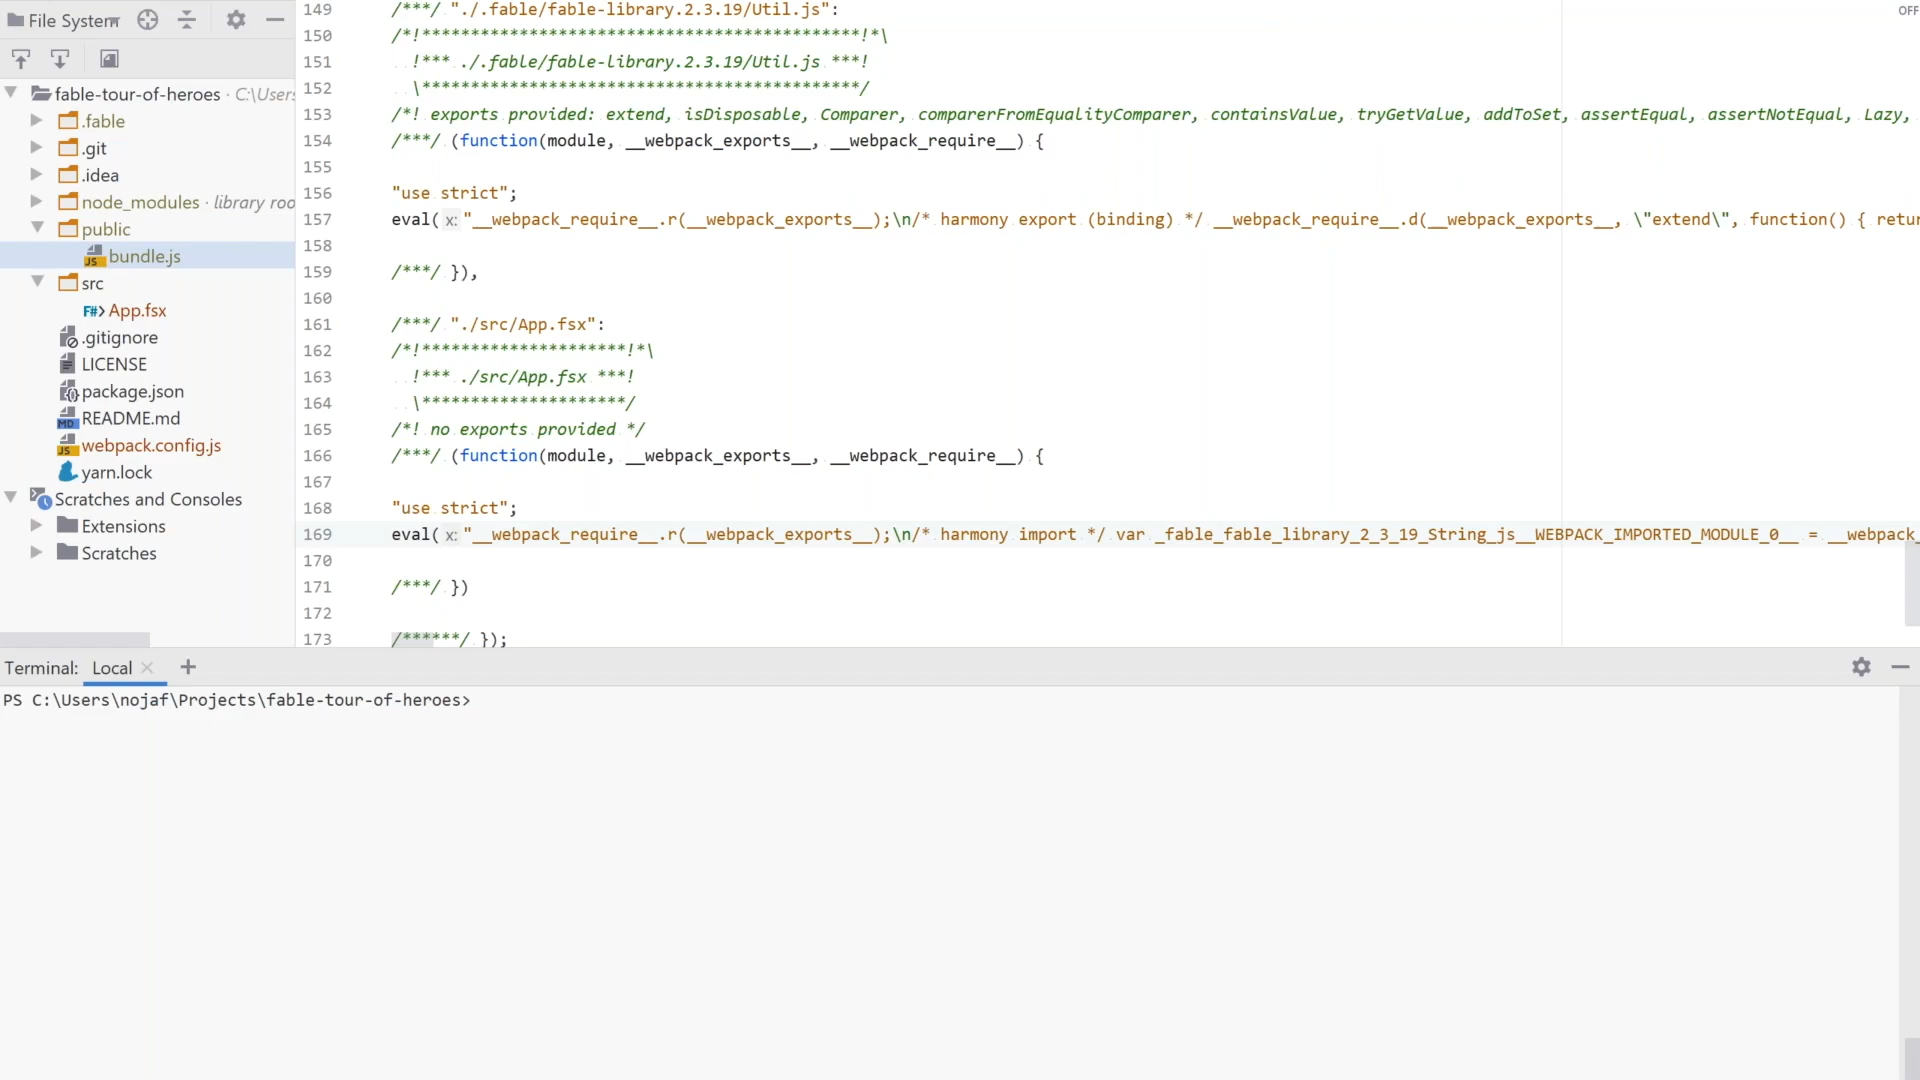 File System
fable-tour-of-heroes · C:\Users
.fable
.git
.idea
node_modules · library roo
public
bundle.js
src
App.fsx
.gitignore
LICENSE
package.json
README.md
webpack.config.js
yarn.lock
Scratches and Consoles
Extensions
Scratches
OFF
149 /***/ "./.fable/fable-library.2.3.19/Util.js":
150 /*!*********************************************!*\
151 !*** ./.fable/fable-library.2.3.19/Util.js ***!
152 \*********************************************/
153 /*! exports provided: extend, isDisposable, Comparer, comparerFromEqualityComparer, containsValue, tryGetValue, addToSet, assertEqual, assertNotEqual, Lazy,
154 /***/ (function(module, __webpack_exports__, __webpack_require__) {
155
156 "use strict";
157 eval( x: "__webpack_require__.r(__webpack_exports__);\n/* harmony export (binding) */ __webpack_require__.d(__webpack_exports__, \"extend\", function() { retur
158
159 /***/ }),
160
161 /***/ "./src/App.fsx":
162 /*!*********************!*\
163 !*** ./src/App.fsx ***!
164 \*********************/
165 /*! no exports provided */
166 /***/ (function(module, __webpack_exports__, __webpack_require__) {
167
168 "use strict";
169 eval( x: "__webpack_require__.r(__webpack_exports__);\n/* harmony import */ var _fable_fable_library_2_3_19_String_js__WEBPACK_IMPORTED_MODULE_0__ = __webpack_
170
171 /***/ })
172
173 /******/ });
Terminal: Local
PS C:\Users\nojaf\Projects\fable-tour-of-heroes>